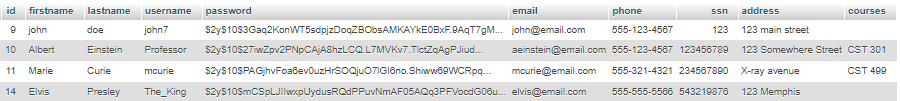 id firstname lastname username password email phone ssn address courses
9 john doe john7 $2y$10$3Gaq2KonWT5sdpjzDoqZBObsAMKAYkE0BxF.9AqT7gM... john@email.com 555-123-4567 123 123 main street
10 Albert Einstein Professor $2y$10$27iwZpv2PNpCAjA8hzLCQ.L7MVKv7.TlctZqAgPJiud... aeinstein@email.com 555-123-4567 123456789 123 Somewhere Street CST 301
11 Marie Curie mcurie $2y$10$PAGjhvFoa6ev0uzHrSOQjuO7lGI6no.Shiww69WCRpq... mcurie@email.com 555-321-4321 234567890 X-ray avenue CST 499
14 Elvis Presley The_King $2y$10$mCSpLJIlwxpUydusRQdPPuvNmAF05AQq3PFVocdG06u... elvis@email.com 555-555-5566 543219876 123 Memphis